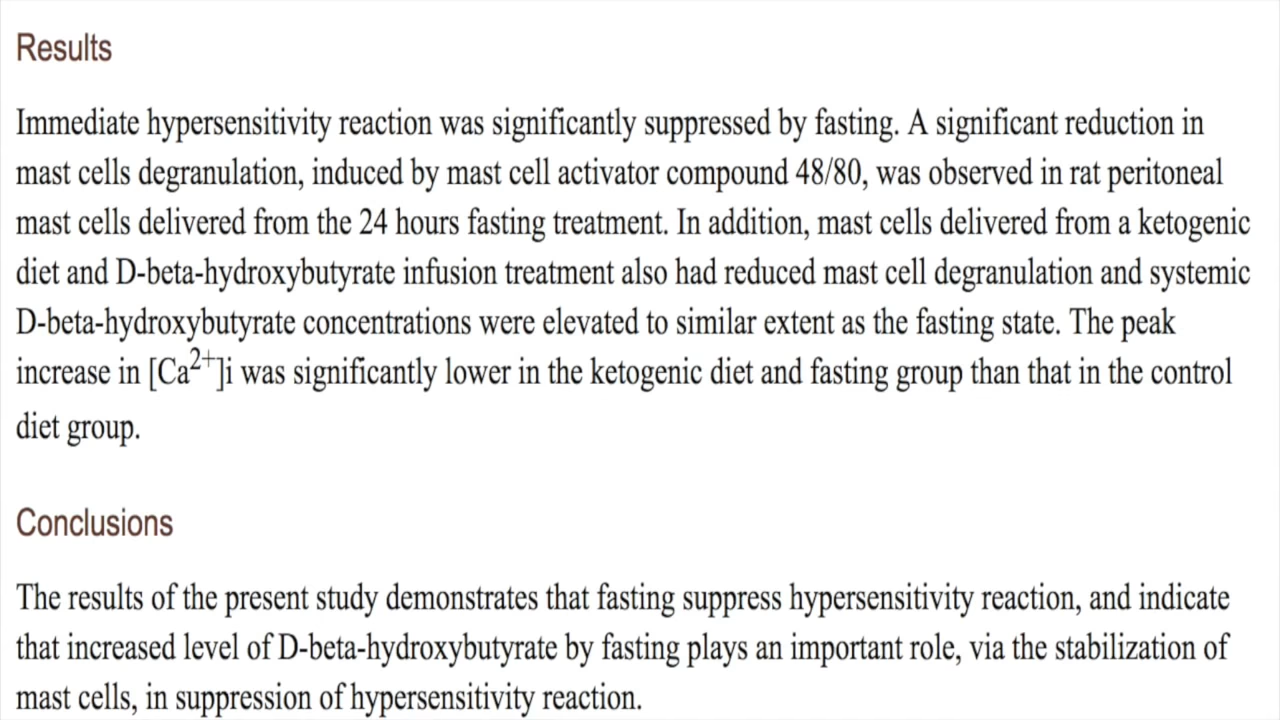 Results
Immediate hypersensitivity reaction was significantly suppressed by fasting. A significant reduction in
mast cells degranulation, induced by mast cell activator compound 48/80, was observed in rat peritoneal
mast cells delivered from the 24 hours fasting treatment. In addition, mast cells delivered from a ketogenic
diet and D-beta-hydroxybutyrate infusion treatment also had reduced mast cell degranulation and systemic
D-beta-hydroxybutyrate concentrations were elevated to similar extent as the fasting state. The peak
increase in [Ca²⁺]i was significantly lower in the ketogenic diet and fasting group than that in the control
diet group.
Conclusions
The results of the present study demonstrates that fasting suppress hypersensitivity reaction, and indicate
that increased level of D-beta-hydroxybutyrate by fasting plays an important role, via the stabilization of
mast cells, in suppression of hypersensitivity reaction.